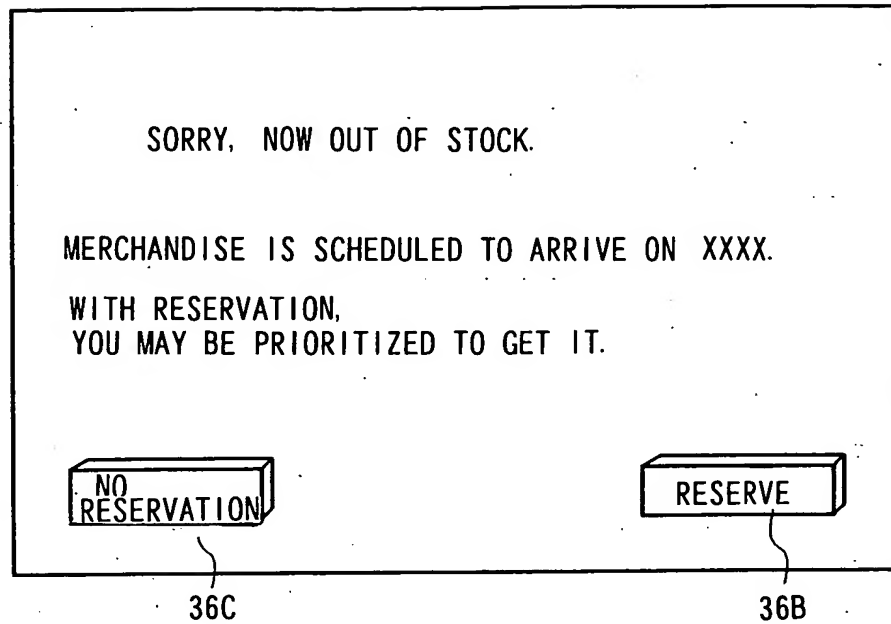 SORRY, NOW OUT OF STOCK.
MERCHANDISE IS SCHEDULED TO ARRIVE ON XXXX.
WITH RESERVATION,
YOU MAY BE PRIORITIZED TO GET IT.
NO
RESERVATION
RESERVE
36C
36B